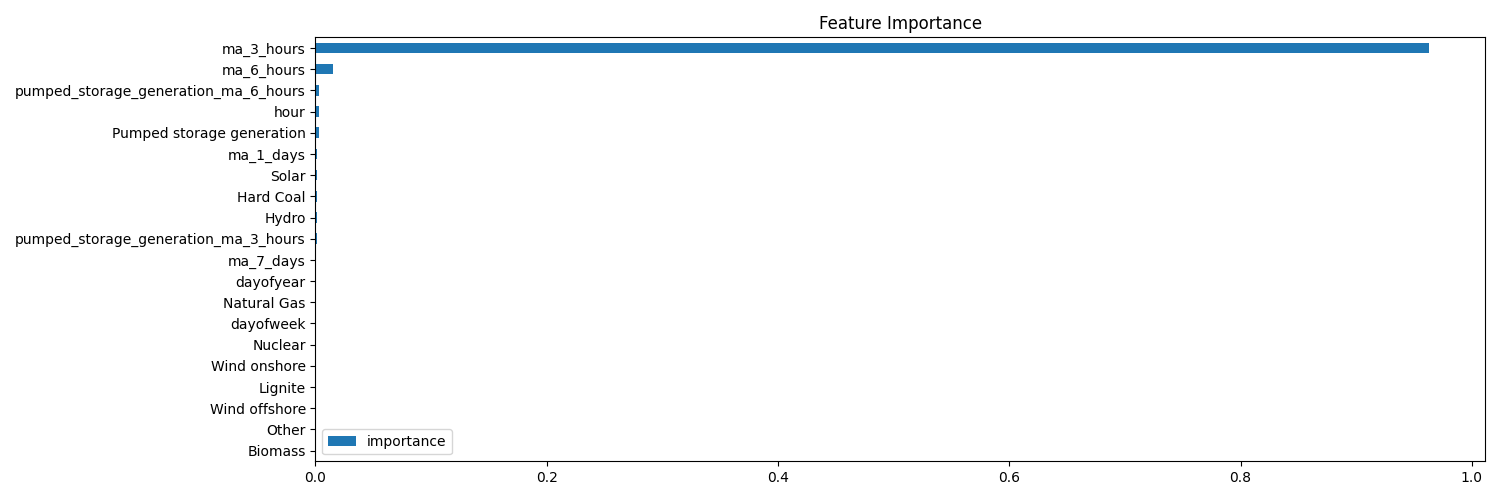 Feature Importance
ma_3_hours
ma_6_hours
pumped_storage_generation_ma_6_hours
hour
Pumped storage generation
ma_1_days
Solar
Hard Coal
Hydro
pumped_storage_generation_ma_3_hours
ma_7_days
dayofyear
Natural Gas
dayofweek
Nuclear
Wind onshore
Lignite
Wind offshore
Other
Biomass
importance
0.0 0.2 0.4 0.6 0.8 1.0